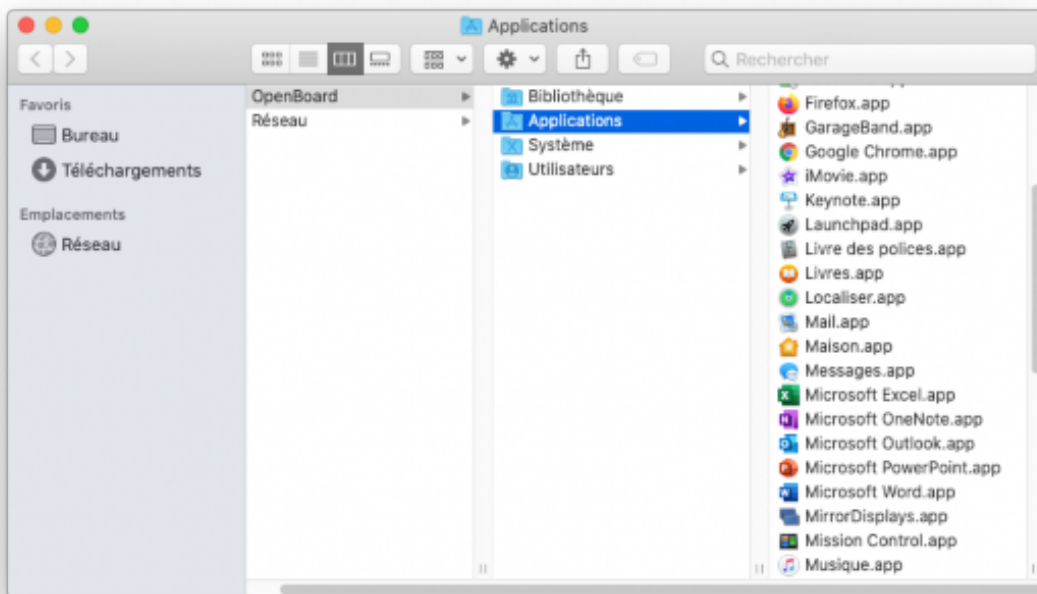 Applications
Rechercher
Favoris
Bureau
Téléchargements
Emplacements
Réseau
OpenBoard
Réseau
Bibliothèque
Applications
Système
Utilisateurs
Firefox.app
GarageBand.app
Google Chrome.app
iMovie.app
Keynote.app
Launchpad.app
Livre des polices.app
Livres.app
Localiser.app
Mail.app
Maison.app
Messages.app
Microsoft Excel.app
Microsoft OneNote.app
Microsoft Outlook.app
Microsoft PowerPoint.app
Microsoft Word.app
MirrorDisplays.app
Mission Control.app
Musique.app